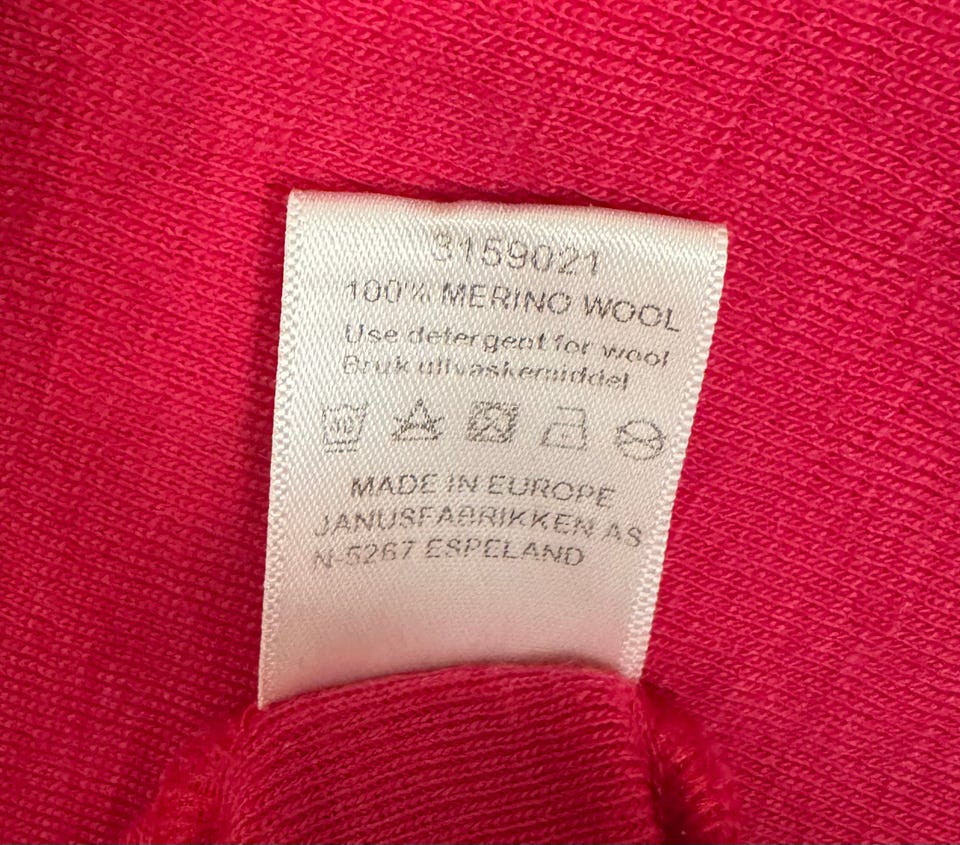 3159021
100% MERINO WOOL
Use detergent for wool
Bruk ullvaskemiddel
MADE IN EUROPE
JANUSFABRIKKEN AS
N-5267 ESPELAND